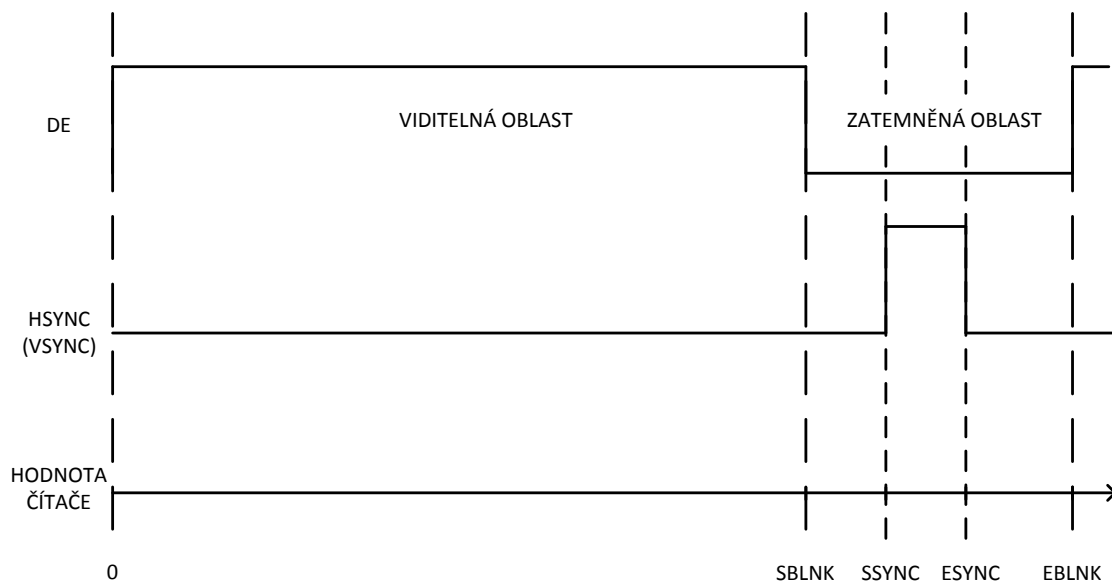 DE
VIDITELNÁ OBLAST
ZATEMNĚNÁ OBLAST
HSYNC
(VSYNC)
HODNOTA
ČÍTAČE
0
SBLNK
SSYNC
ESYNC
EBLNK